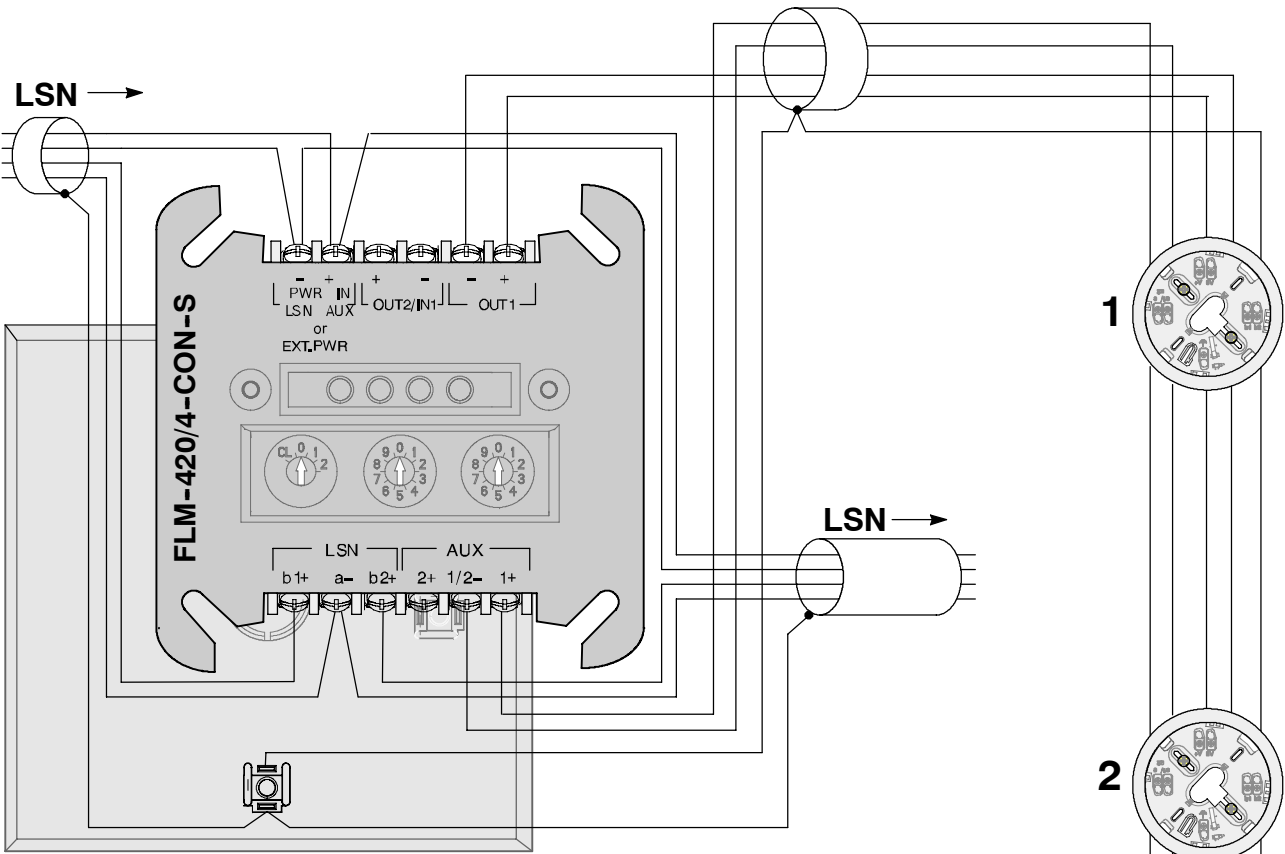 LSN
FLM-420/4-CON-S
- + + - - +
PWR IN
LSN AUX
or
EXT.PWR
OUT2/IN1
OUT1
CL 0 1 2
0 1 2 3 4 5 6 7 8 9
0 1 2 3 4 5 6 7 8 9
LSN AUX
b1+ a- b2+ 2+ 1/2- 1+
LSN
1
2